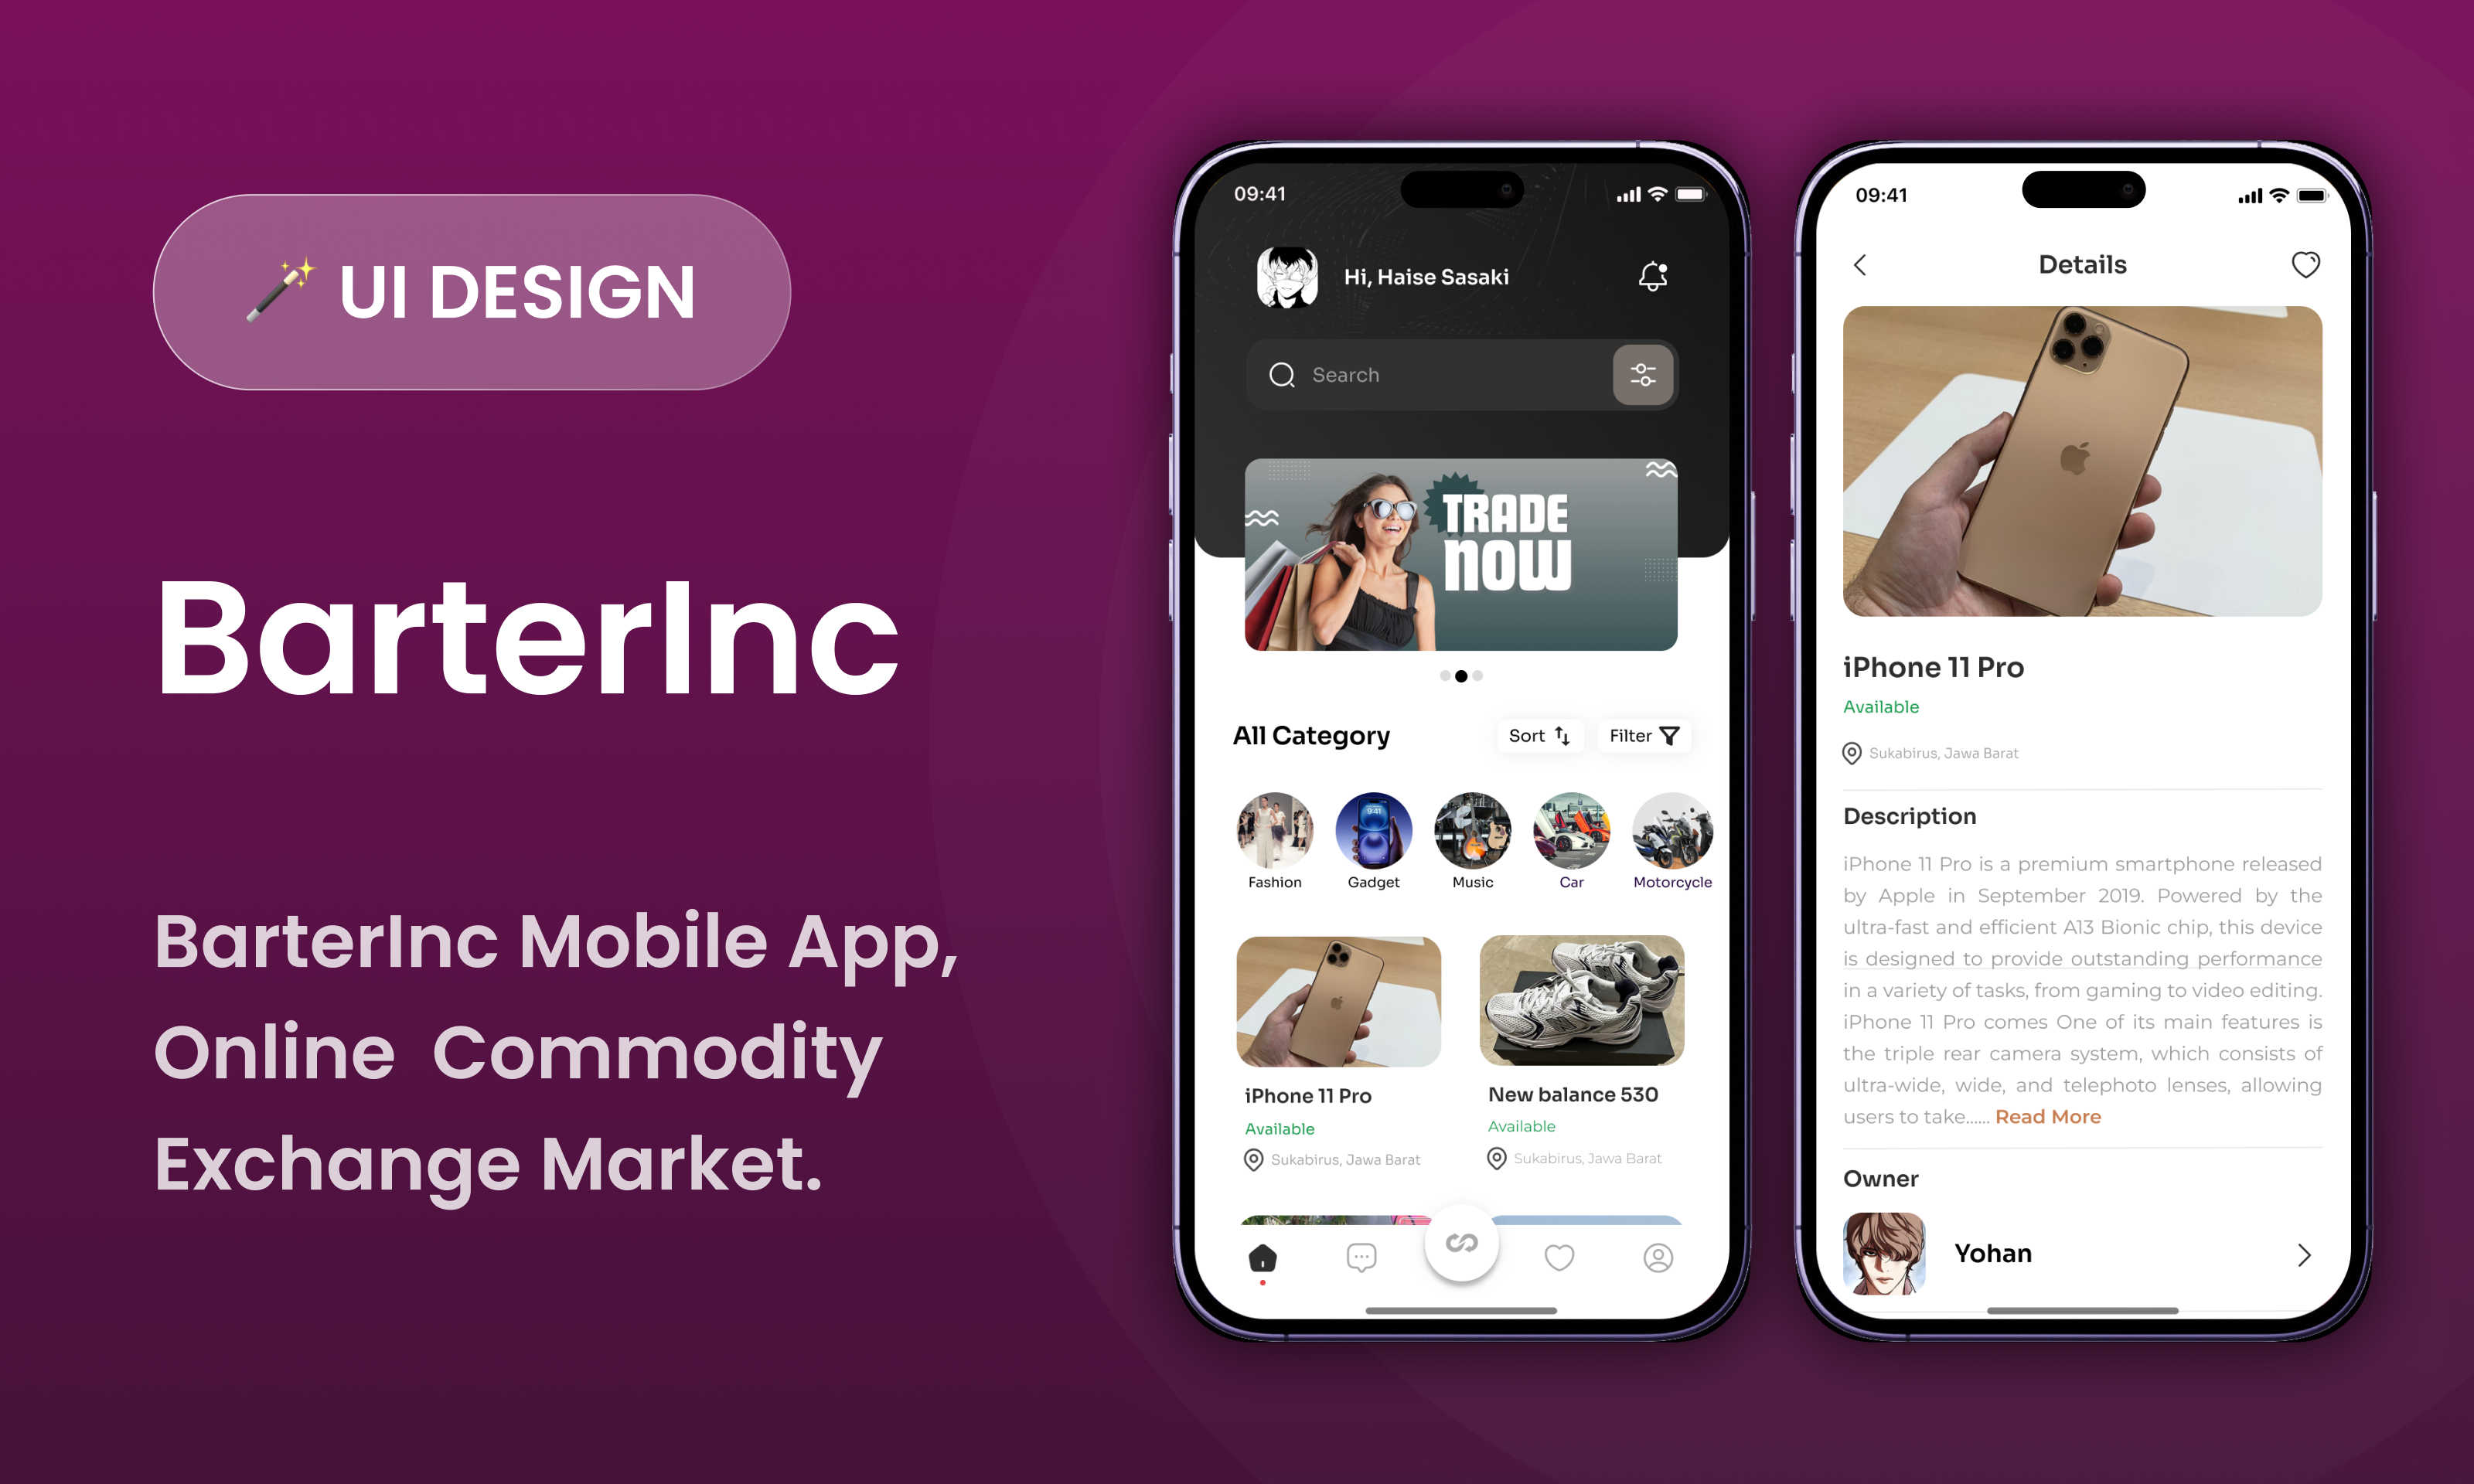 UI DESIGN
BarterInc
BarterInc Mobile App,
Online Commodity
Exchange Market.
09:41
Hi, Haise Sasaki
Search
TRADE
NOW
All Category
Sort
Filter
9:41
Fashion
Gadget
Music
Car
Motorcycle
iPhone 11 Pro
Available
Sukabirus, Jawa Barat
New balance 530
Available
Sukabirus, Jawa Barat
09:41
Details
iPhone 11 Pro
Available
Sukabirus, Jawa Barat
Description
iPhone 11 Pro is a premium smartphone released
by Apple in September 2019. Powered by the
ultra-fast and efficient A13 Bionic chip, this device
is designed to provide outstanding performance
in a variety of tasks, from gaming to video editing.
iPhone 11 Pro comes One of its main features is
the triple rear camera system, which consists of
ultra-wide, wide, and telephoto lenses, allowing
users to take...... Read More
Owner
Yohan